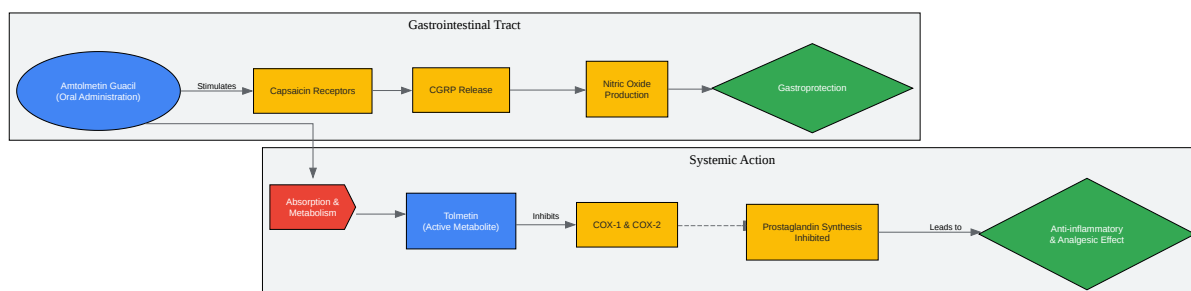 Gastrointestinal Tract
Amtolmetin Guacil
(Oral Administration)
Stimulates
Capsaicin Receptors
CGRP Release
Nitric Oxide
Production
Gastroprotection
Systemic Action
Absorption &
Metabolism
Tolmetin
(Active Metabolite)
Inhibits
COX-1 & COX-2
Prostaglandin Synthesis
Inhibited
Leads to
Anti-inflammatory
& Analgesic Effect